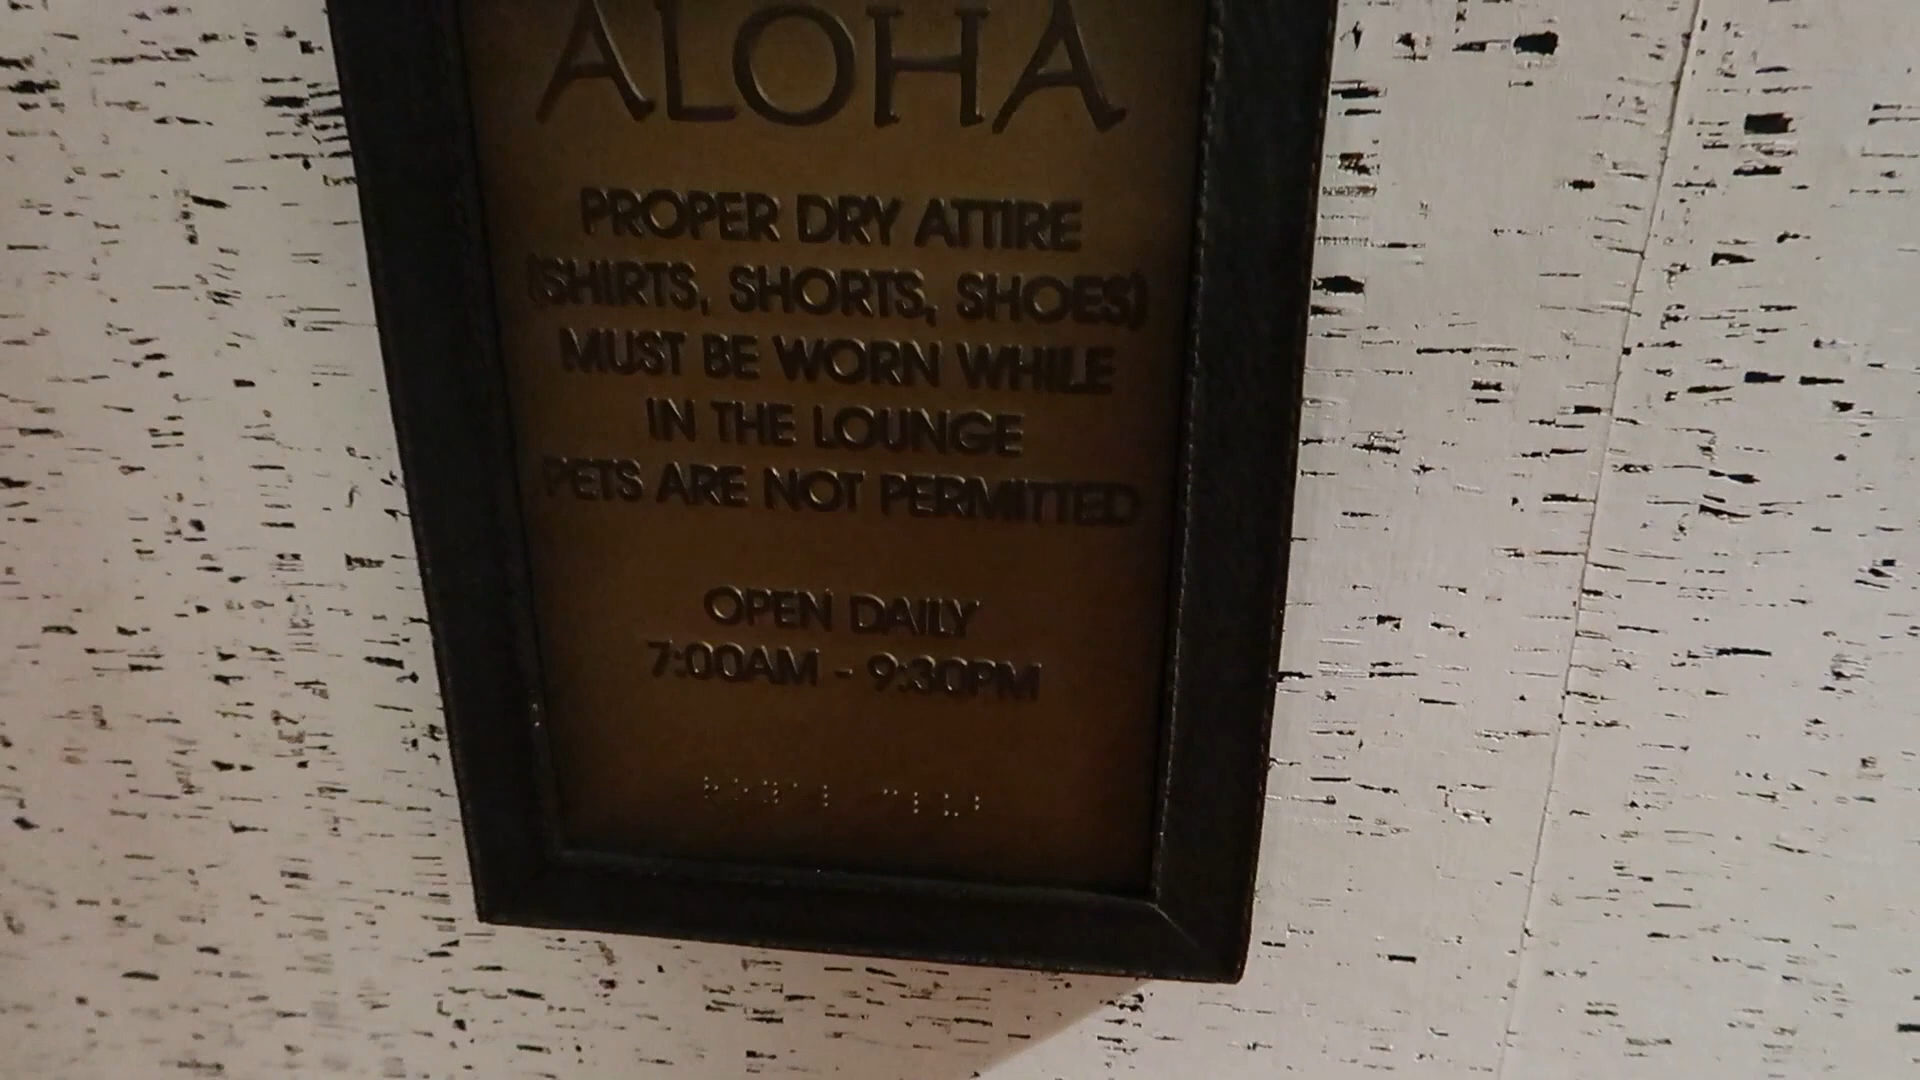 ALOHA
PROPER DRY ATTIRE
(SHIRTS, SHORTS, SHOES)
MUST BE WORN WHILE
IN THE LOUNGE
PETS ARE NOT PERMITTED
OPEN DAILY
7:00AM - 9:30PM